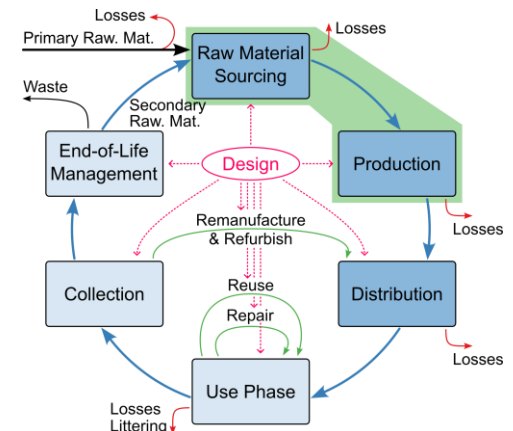 Losses
Losses
Primary Raw. Mat.
Raw Material
Sourcing
Waste
Secondary
Raw. Mat.
End-of-Life
Management
Design
Production
Remanufacture
& Refurbish
Losses
Reuse
Collection
Distribution
Repair
Losses
Use Phase
Losses
Littering